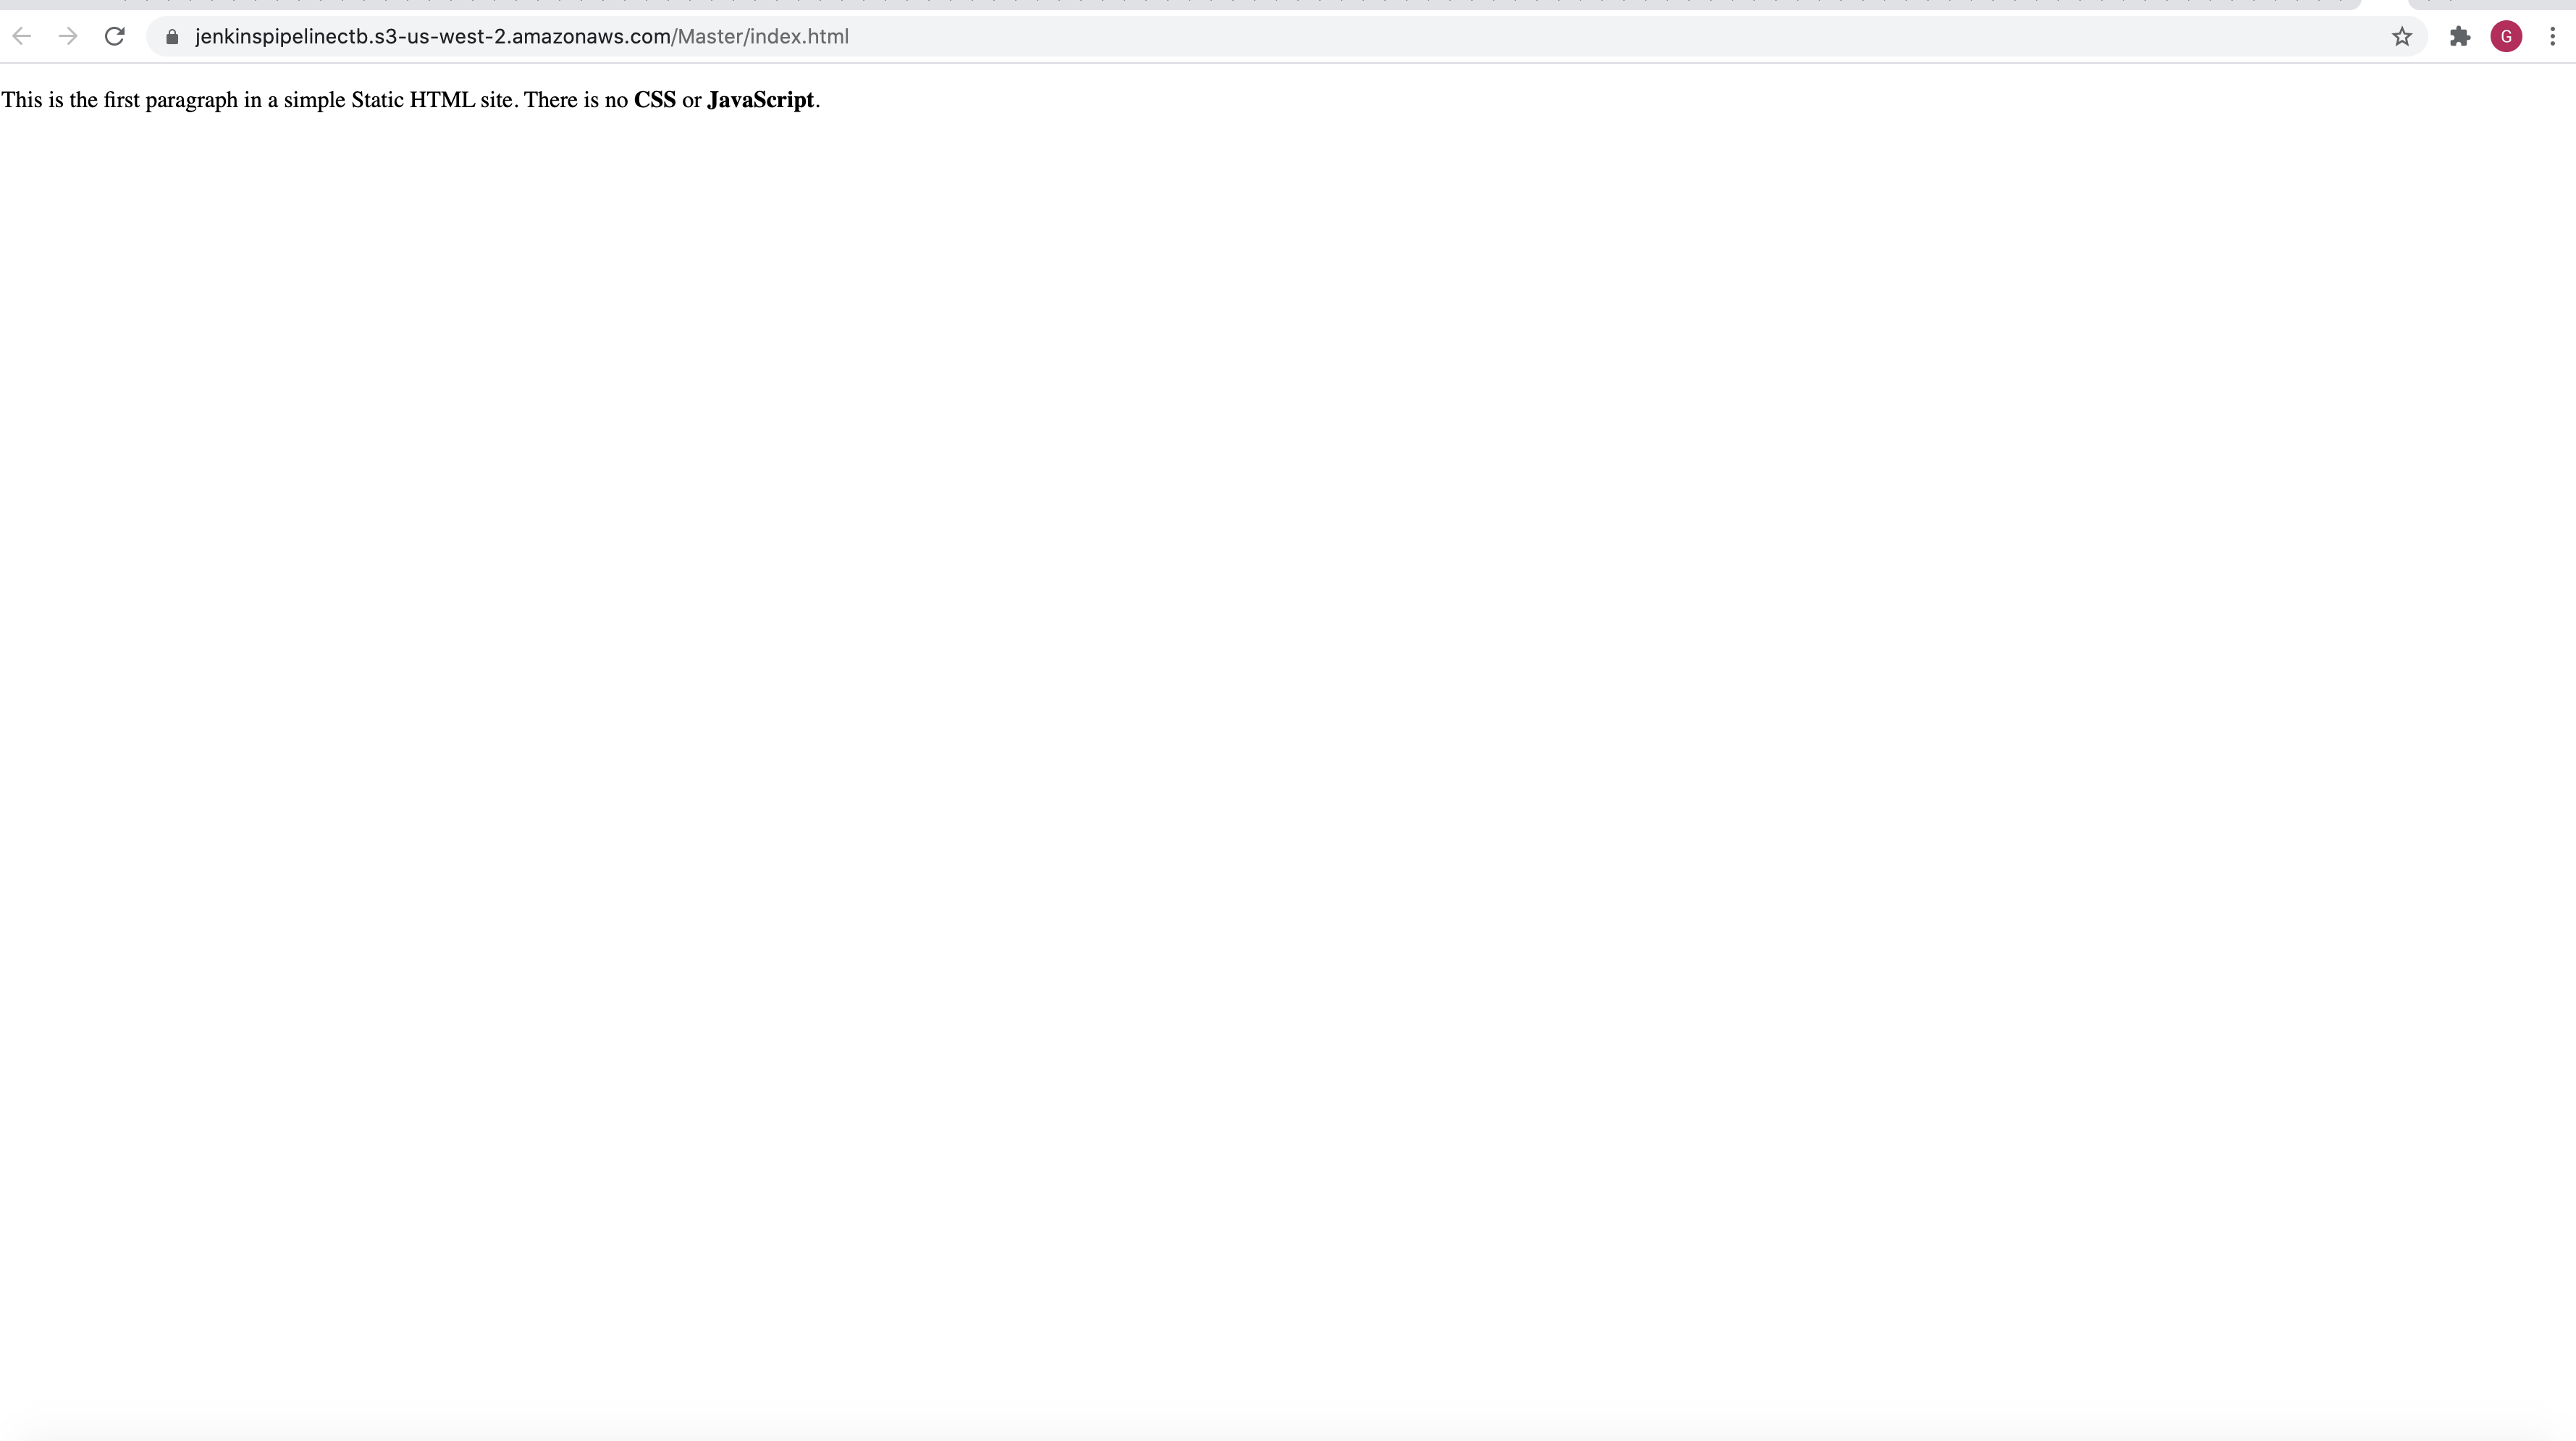 jenkinspipelinectb.s3-us-west-2.amazonaws.com/Master/index.html
G
This is the first paragraph in a simple Static HTML site. There is no CSS or JavaScript.